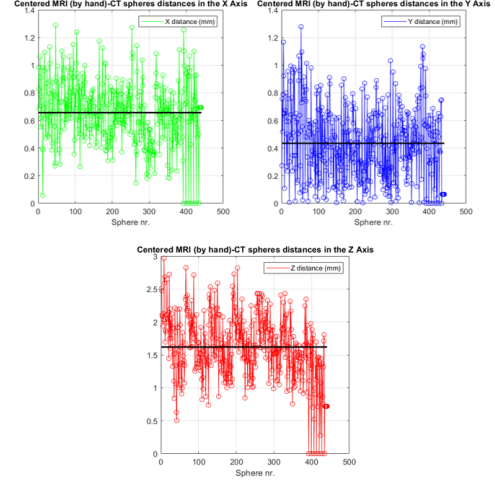 Centered MRI (by hand)-CT spheres distances in the X Axis
1.4
1.2
1
0.8
0.6
0.4
0.2
0
X distance (mm)
0 100 200 300 400 500
Sphere nr.
Centered MRI (by hand)-CT spheres distances in the Y Axis
1.4
1.2
1
0.8
0.6
0.4
0.2
0
Y distance (mm)
0 100 200 300 400 500
Sphere nr.
Centered MRI (by hand)-CT spheres distances in the Z Axis
3
2.5
2
1.5
1
0.5
0
Z distance (mm)
0 100 200 300 400 500
Sphere nr.